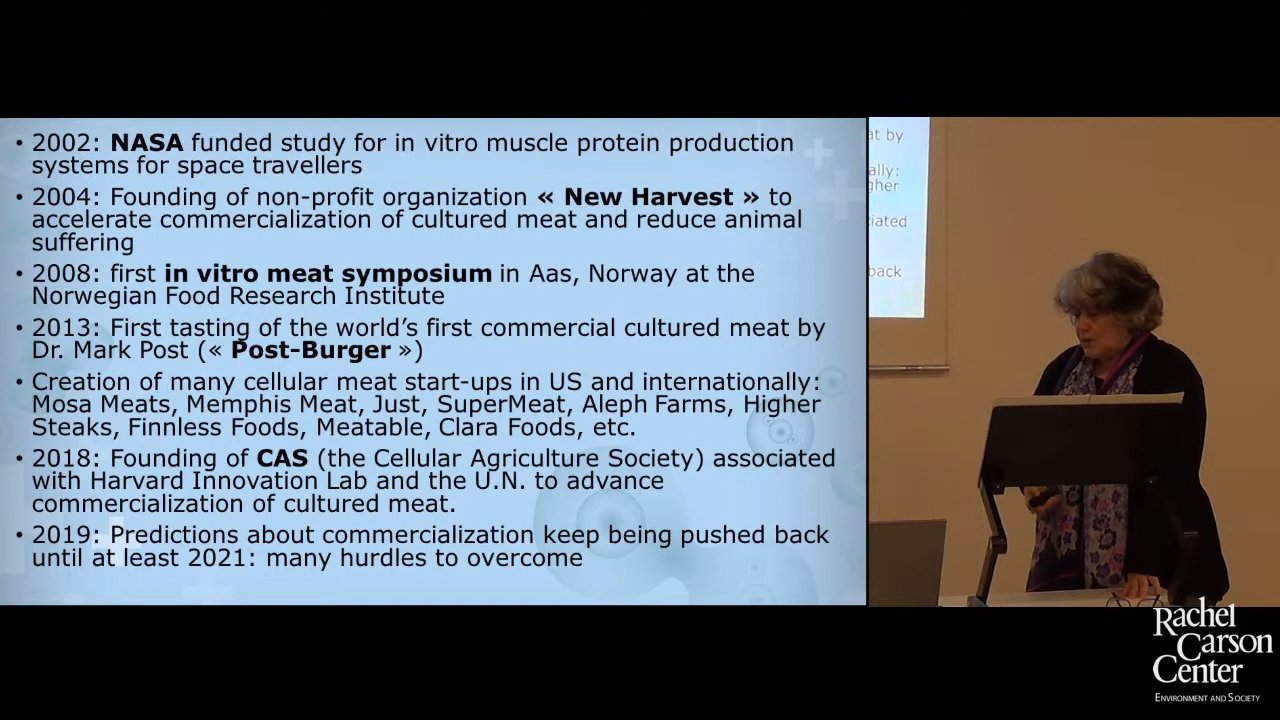 • 2002: NASA funded study for in vitro muscle protein production
systems for space travellers
• 2004: Founding of non-profit organization « New Harvest » to
accelerate commercialization of cultured meat and reduce animal
suffering
• 2008: first in vitro meat symposium in Aas, Norway at the
Norwegian Food Research Institute
• 2013: First tasting of the world’s first commercial cultured meat by
Dr. Mark Post (« Post-Burger »)
• Creation of many cellular meat start-ups in US and internationally:
Mosa Meats, Memphis Meat, Just, SuperMeat, Aleph Farms, Higher
Steaks, Finnless Foods, Meatable, Clara Foods, etc.
• 2018: Founding of CAS (the Cellular Agriculture Society) associated
with Harvard Innovation Lab and the U.N. to advance
commercialization of cultured meat.
• 2019: Predictions about commercialization keep being pushed back
until at least 2021: many hurdles to overcome
at by
ally:
gher
ciated
back
Rachel
Carson
Center
ENVIRONMENT AND SOCIETY